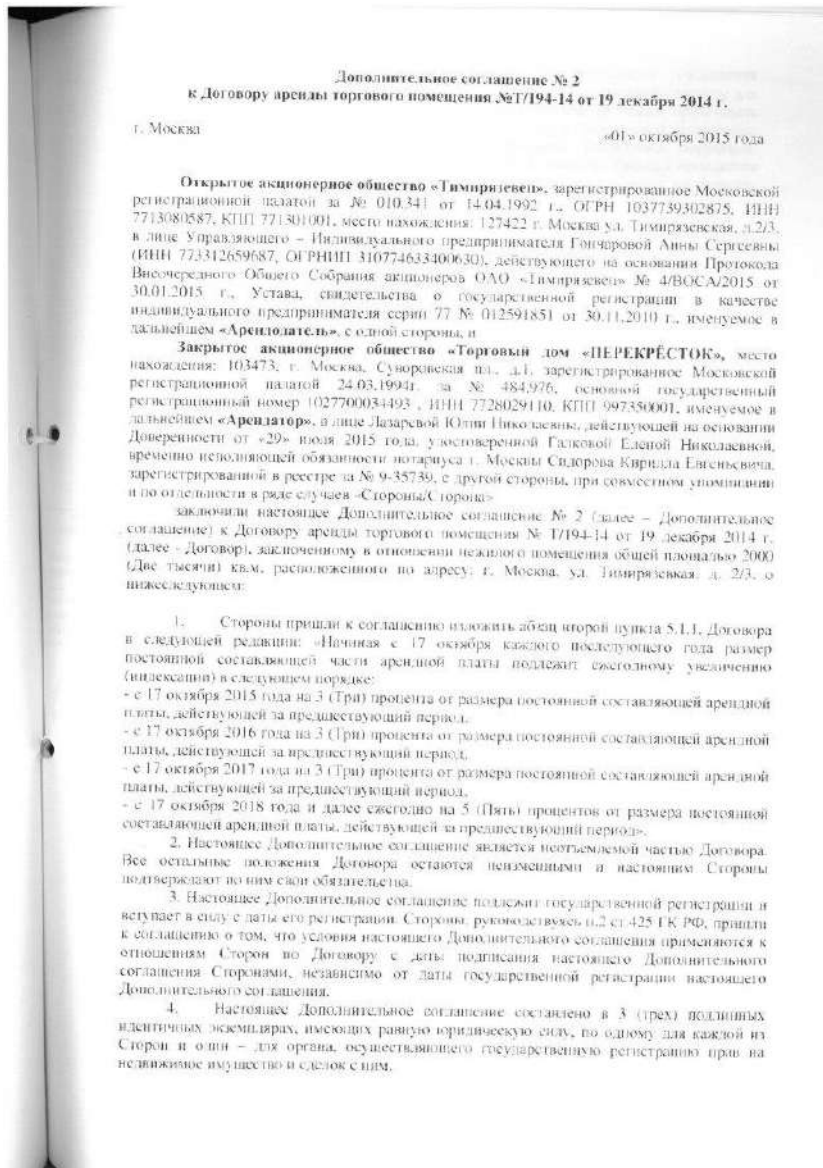 Дополнительное соглашение № 2
к Договору аренды торгового помещения №Т/194-14 от 19 декабря 2014 г.
г. Москва
«01» октября 2015 года
Открытое акционерное общество «Тимирязевец», зарегистрированное Московской
регистрационной палатой за № 010.341 от 14.04.1992 г., ОГРН 1037739302875, ИНН
7713080587, КПП 771301001, место нахождения: 127422 г. Москва ул. Тимирязевская, д.2/3,
в лице Управляющего – Индивидуального предпринимателя Гончаровой Анны Сергеевны
(ИНН 773312659687, ОГРНИП 310774633400630), действующего на основании Протокола
Внеочередного Общего Собрания акционеров ОАО «Тимирязевец» № 4/ВОСА/2015 от
30.01.2015 г., Устава, свидетельства о государственной регистрации в качестве
индивидуального предпринимателя серии 77 № 012591851 от 30.11.2010 г., именуемое в
дальнейшем «Арендодатель», с одной стороны, и
Закрытое акционерное общество «Торговый дом «ПЕРЕКРЁСТОК», место
нахождения: 103473, г. Москва, Суворовская пл., д.1, зарегистрированное Московской
регистрационной палатой 24.03.1994г. за № 484.976, основной государственный
регистрационный номер 1027700034493 , ИНН 7728029110, КПП 997350001, именуемое в
дальнейшем «Арендатор», в лице Лазаревой Юлии Николаевны, действующей на основании
Доверенности от «29» июля 2015 года, удостоверенной Галковой Еленой Николаевной,
временно исполняющей обязанности нотариуса г. Москвы Сидорова Кирилла Евгеньевича,
зарегистрированной в реестре за № 9-35739, с другой стороны, при совместном упоминании
и по отдельности в ряде случаев «Стороны/Сторона»
заключили настоящее Дополнительное соглашение № 2 (далее – Дополнительное
соглашение) к Договору аренды торгового помещения № Т/194-14 от 19 декабря 2014 г.
(далее - Договор), заключенному в отношении нежилого помещения общей площадью 2000
(Две тысячи) кв.м, расположенного по адресу: г. Москва, ул. Тимирязевкая, д. 2/3, о
нижеследующем:
1. Стороны пришли к соглашению изложить абзац второй пункта 5.1.1. Договора
в следующей редакции: «Начиная с 17 октября каждого последующего года размер
постоянной составляющей части арендной платы подлежит ежегодному увеличению
(индексации) в следующем порядке:
- с 17 октября 2015 года на 3 (Три) процента от размера постоянной составляющей арендной
платы, действующей за предшествующий период,
- с 17 октября 2016 года на 3 (Три) процента от размера постоянной составляющей арендной
платы, действующей за предшествующий период,
- с 17 октября 2017 года на 3 (Три) процента от размера постоянной составляющей арендной
платы, действующей за предшествующий период,
- с 17 октября 2018 года и далее ежегодно на 5 (Пять) процентов от размера постоянной
составляющей арендной платы, действующей за предшествующий период».
2. Настоящее Дополнительное соглашение является неотъемлемой частью Договора.
Все остальные положения Договора остаются неизменными и настоящим Стороны
подтверждают по ним свои обязательства.
3. Настоящее Дополнительное соглашение подлежит государственной регистрации и
вступает в силу с даты его регистрации. Стороны, руководствуясь п.2 ст.425 ГК РФ, пришли
к соглашению о том, что условия настоящего Дополнительного соглашения применяются к
отношениям Сторон по Договору с даты подписания настоящего Дополнительного
соглашения Сторонами, независимо от даты государственной регистрации настоящего
Дополнительного соглашения.
4. Настоящее Дополнительное соглашение составлено в 3 (трех) подлинных
идентичных экземплярах, имеющих равную юридическую силу, по одному для каждой из
Сторон и один – для органа, осуществляющего государственную регистрацию прав на
недвижимое имущество и сделок с ним.